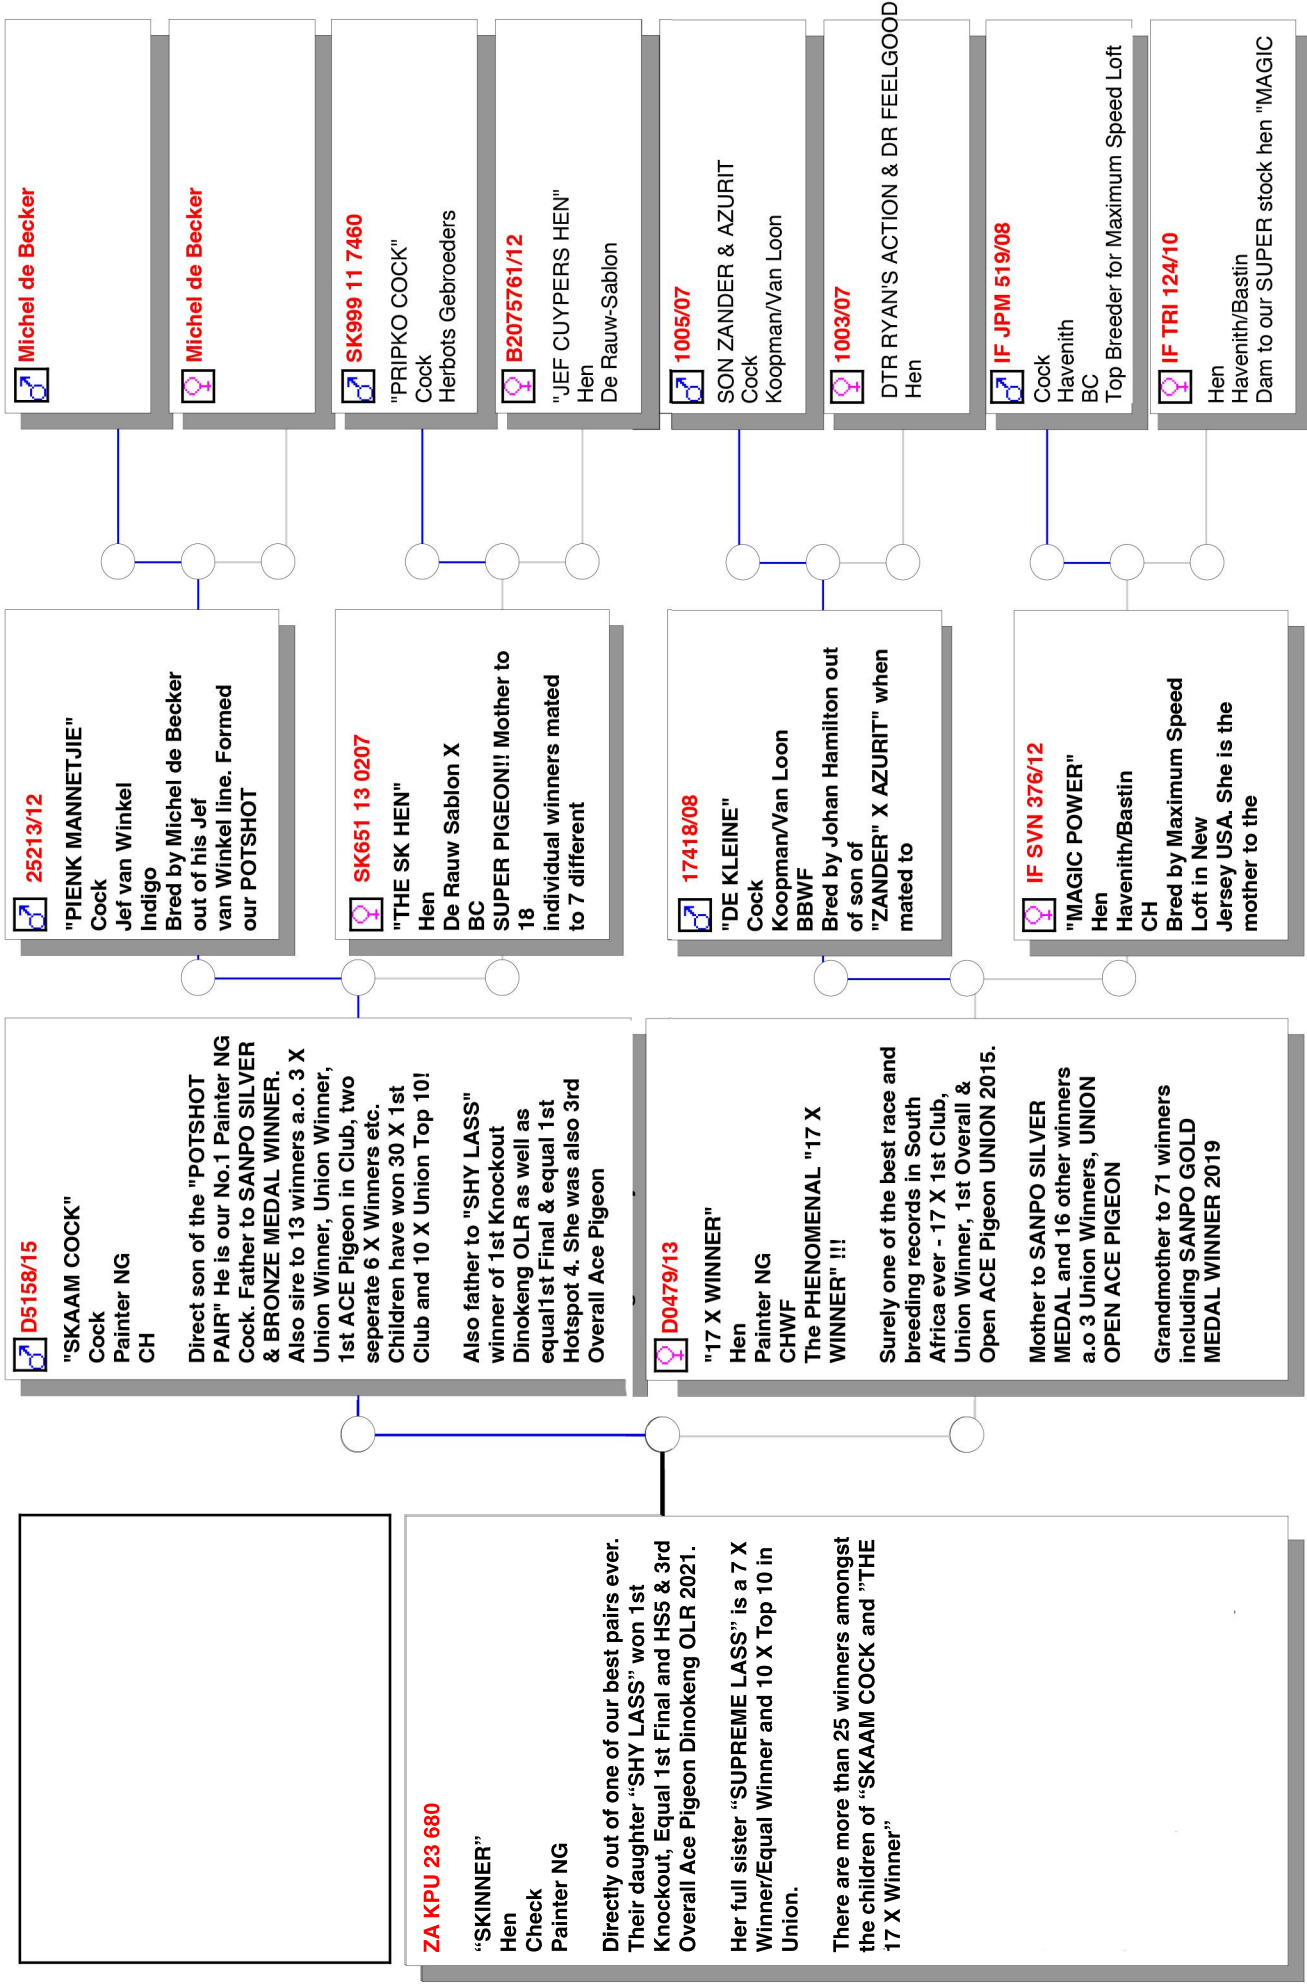 ZA KPU 23 680
“SKINNER”
Hen
Check
Painter NG
Directly out of one of our best pairs ever.
Their daughter “SHY LASS” won 1st
Knockout, Equal 1st Final and HS5 & 3rd
Overall Ace Pigeon Dinokeng OLR 2021.
Her full sister “SUPREME LASS” is a 7 X
Winner/Equal Winner and 10 X Top 10 in
Union.
There are more than 25 winners amongst
the children of “SKAAM COCK and ”THE
17 X Winner”
D5158/15
"SKAAM COCK"
Cock
Painter NG
CH
Direct son of the "POTSHOT
PAIR" He is our No.1 Painter NG
Cock. Father to SANPO SILVER
& BRONZE MEDAL WINNER.
Also sire to 13 winners a.o. 3 X
Union Winner, Union Winner,
1st ACE Pigeon in Club, two
seperate 6 X Winners etc.
Children have won 30 X 1st
Club and 10 X Union Top 10!
Also father to "SHY LASS"
winner of 1st Knockout
Dinokeng OLR as well as
equal1st Final & equal 1st
Hotspot 4. She was also 3rd
Overall Ace Pigeon
D0479/13
"17 X WINNER"
Hen
Painter NG
CHWF
The PHENOMENAL "17 X
WINNER" !!!
Surely one of the best race and
breeding records in South
Africa ever - 17 X 1st Club,
Union Winner, 1st Overall &
Open ACE Pigeon UNION 2015.
Mother to SANPO SILVER
MEDAL and 16 other winners
a.o 3 Union Winners, UNION
OPEN ACE PIGEON
Grandmother to 71 winners
including SANPO GOLD
MEDAL WINNER 2019
25213/12
"PIENK MANNETJIE"
Cock
Jef van Winkel
Indigo
Bred by Michel de Becker
out of his Jef
van Winkel line. Formed
our POTSHOT
SK651 13 0207
"THE SK HEN"
Hen
De Rauw Sablon X
BC
SUPER PIGEON!! Mother to
18
individual winners mated
to 7 different
17418/08
"DE KLEINE"
Cock
Koopman/Van Loon
BBWF
Bred by Johan Hamilton out
of son of
"ZANDER" X AZURIT" when
mated to
IF SVN 376/12
"MAGIC POWER"
Hen
Havenith/Bastin
CH
Bred by Maximum Speed
Loft in New
Jersey USA. She is the
mother to the
Michel de Becker
Michel de Becker
SK999 11 7460
"PRIPKO COCK"
Cock
Herbots Gebroeders
B2075761/12
"JEF CUYPERS HEN"
Hen
De Rauw-Sablon
1005/07
SON ZANDER & AZURIT
Cock
Koopman/Van Loon
1003/07
DTR RYAN'S ACTION & DR FEELGOOD
Hen
IF JPM 519/08
Cock
Havenith
BC
Top Breeder for Maximum Speed Loft
IF TRI 124/10
Hen
Havenith/Bastin
Dam to our SUPER stock hen "MAGIC